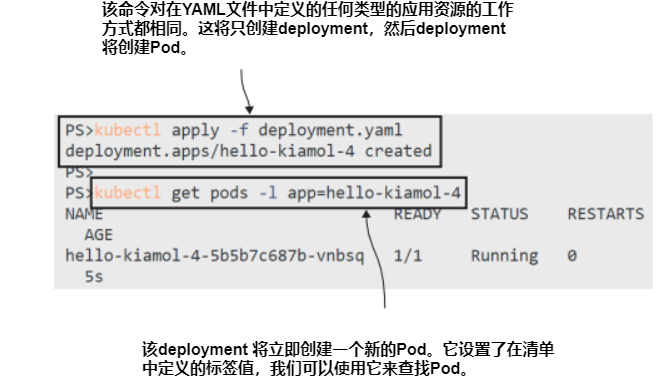 该命令对在YAML文件中定义的任何类型的应用资源的工作
方式都相同。这将只创建deployment，然后deployment
将创建Pod。
PS>kubectl apply -f deployment.yaml
deployment.apps/hello-kiamol-4 created
PS>
PS>kubectl get pods -l app=hello-kiamol-4
NAME READY STATUS RESTARTS
AGE
hello-kiamol-4-5b5b7c687b-vnbsq 1/1 Running 0
5s
该deployment 将立即创建一个新的Pod。它设置了在清单
中定义的标签值，我们可以使用它来查找Pod。